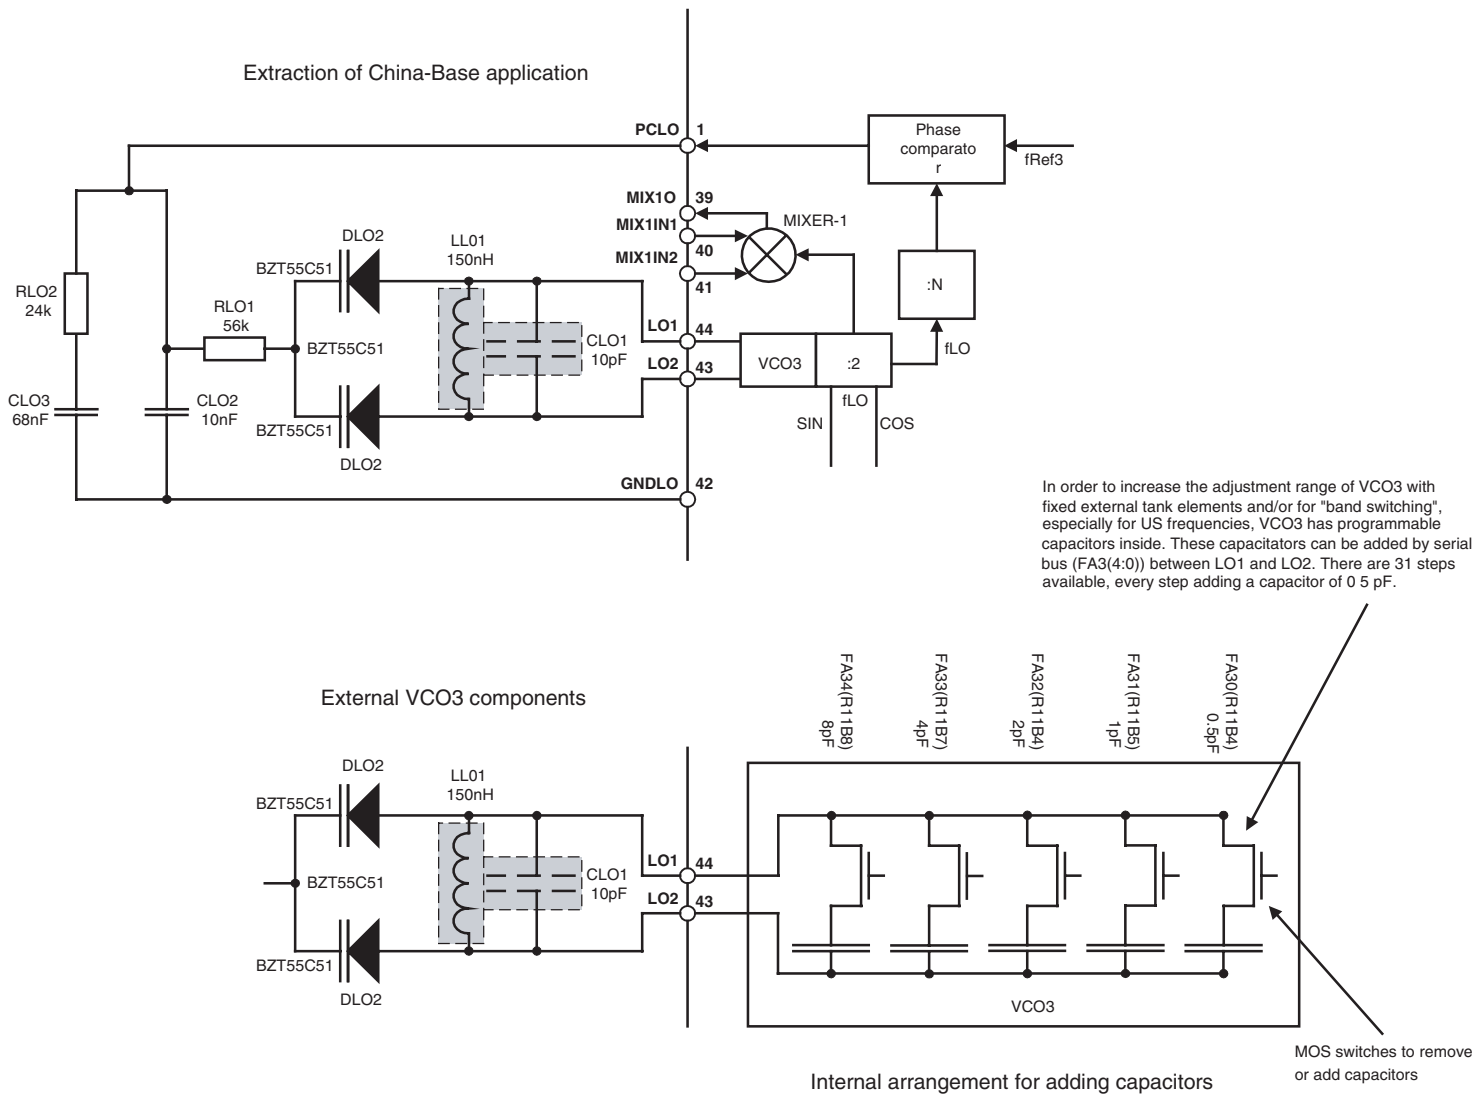 Extraction of China-Base application
PCLO 1
Phase
comparato
r
fRef3
MIX1O 39
MIX1IN1
40
MIX1IN2
41
MIXER-1
:N
fLO
DLO2
BZT55C51
LL01
150nH
RLO2
24k
RLO1
56k
BZT55C51
CLO1
10pF
LO1 44
LO2 43
VCO3
:2
fLO
SIN
COS
CLO3
68nF
CLO2
10nF
BZT55C51
DLO2
GNDLO 42
In order to increase the adjustment range of VCO3 with
fixed external tank elements and/or for "band switching",
especially for US frequencies, VCO3 has programmable
capacitors inside. These capacitators can be added by serial
bus (FA3(4:0)) between LO1 and LO2. There are 31 steps
available, every step adding a capacitor of 0 5 pF.
External VCO3 components
FA34(R11B8)
8pF
FA33(R11B7)
4pF
FA32(R11B4)
2pF
FA31(R11B5)
1pF
FA30(R11B4)
0.5pF
DLO2
BZT55C51
LL01
150nH
BZT55C51
CLO1
10pF
LO1 44
LO2 43
BZT55C51
DLO2
VCO3
MOS switches to remove
or add capacitors
Internal arrangement for adding capacitors